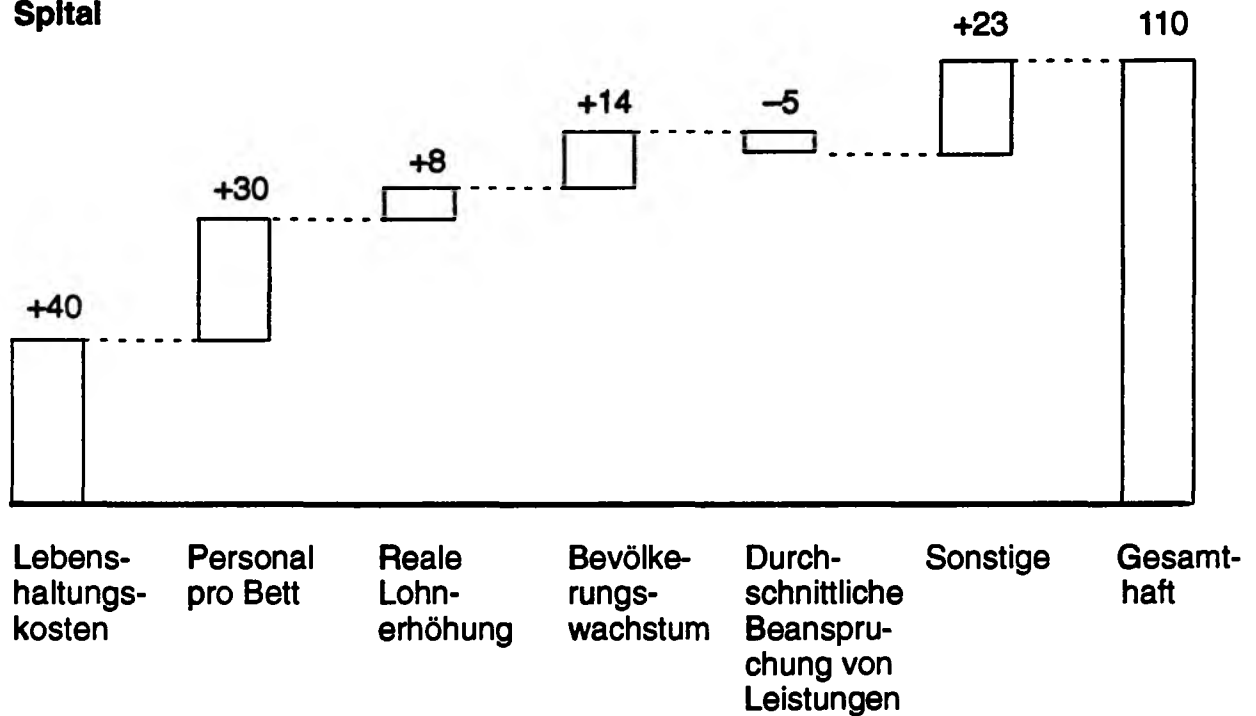 Spital
+40
+30
+8
+14
–5
+23
110
Lebens-
haltungs-
kosten
Personal
pro Bett
Reale
Lohn-
erhöhung
Bevölke-
rungs-
wachstum
Durch-
schnittliche
Beanspru-
chung von
Leistungen
Sonstige
Gesamt-
haft